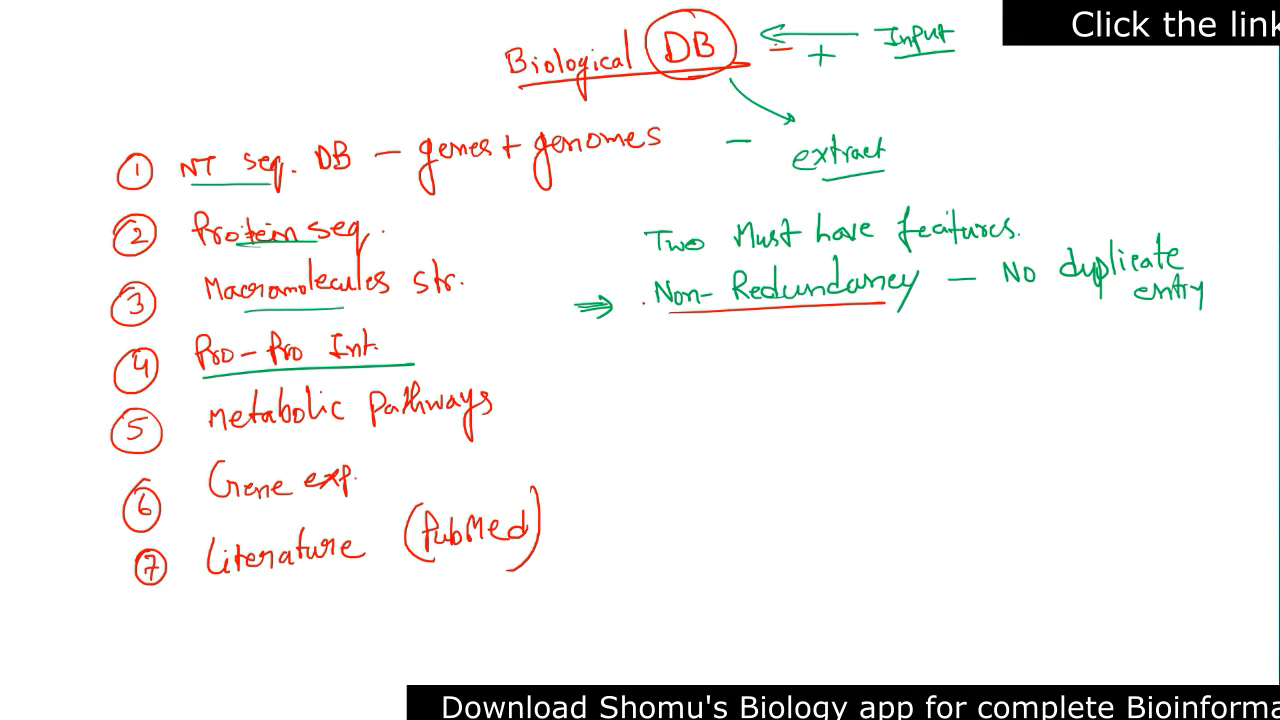 Click the link
Biological DB
+
Input
extract
1 NT seq. DB - genes + genomes -
2 Protein seq.
3 Macromolecules str.
4 Pro-Pro Int.
5 Metabolic Pathways
6 Gene exp.
7 Literature (PubMed)
Two Must have features.
Non-Redundancy - No duplicate
entry
Download Shomu's Biology app for complete Bioinforma